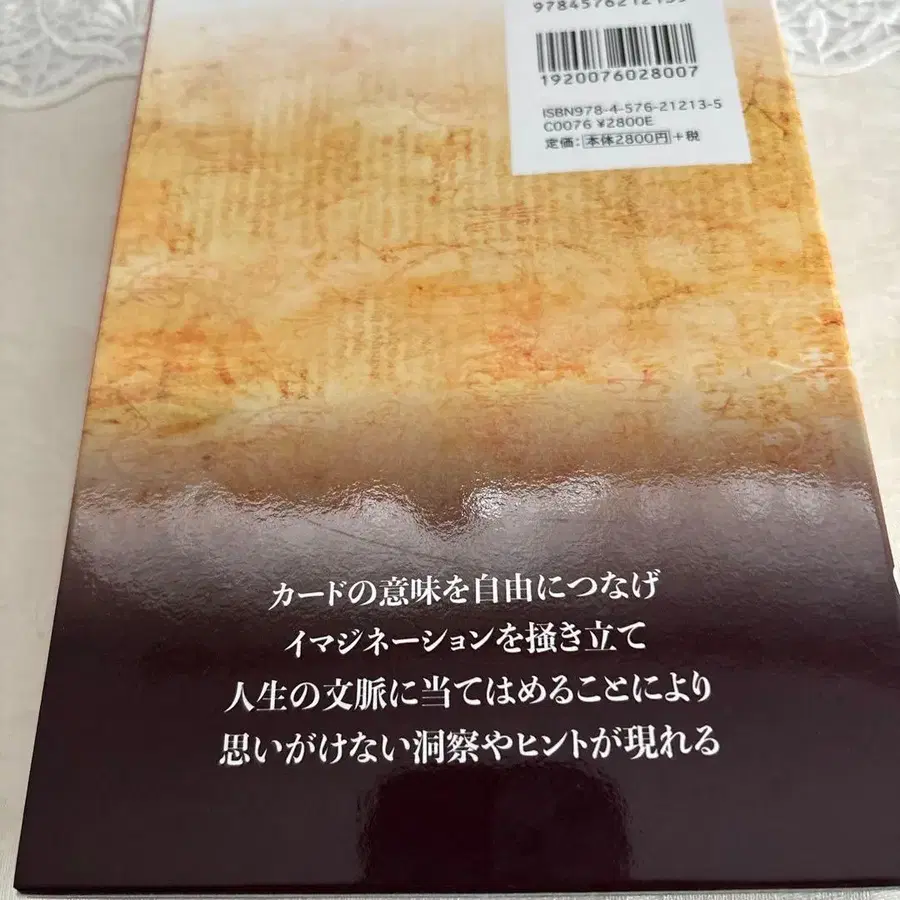 1920076028007
ISBN978-4-576-21213-5
C0076 ¥2800E
定価：本体2800円+税
カードの意味を自由につなげ
イマジネーションを掻き立て
人生の文脈に当てはめることにより
思いがけない洞察やヒントが現れる